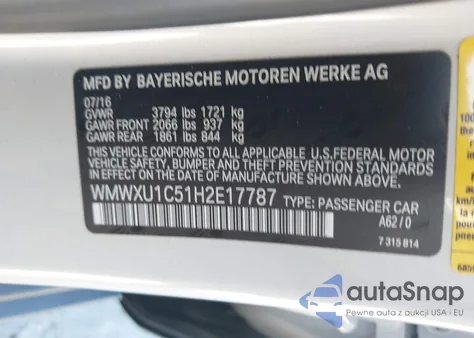 MFD BY BAYERISCHE MOTOREN WERKE AG
07/16
GVWR 3794 lbs 1721 kg
GAWR FRONT 2066 lbs 937 kg
GAWR REAR 1861 lbs 844 kg
THIS VEHICLE CONFORMS TO ALL APPLICABLE U.S. FEDERAL MOTOR
VEHICLE SAFETY, BUMPER AND THEFT PREVENTION STANDARDS
IN EFFECT ON THE DATE OF MANUFACTURE SHOWN ABOVE.
WMWXU1C51H2E17787 TYPE: PASSENGER CAR
A62/0
7 315 814
autoSnap
Pewne auta z aukcji USA i EU